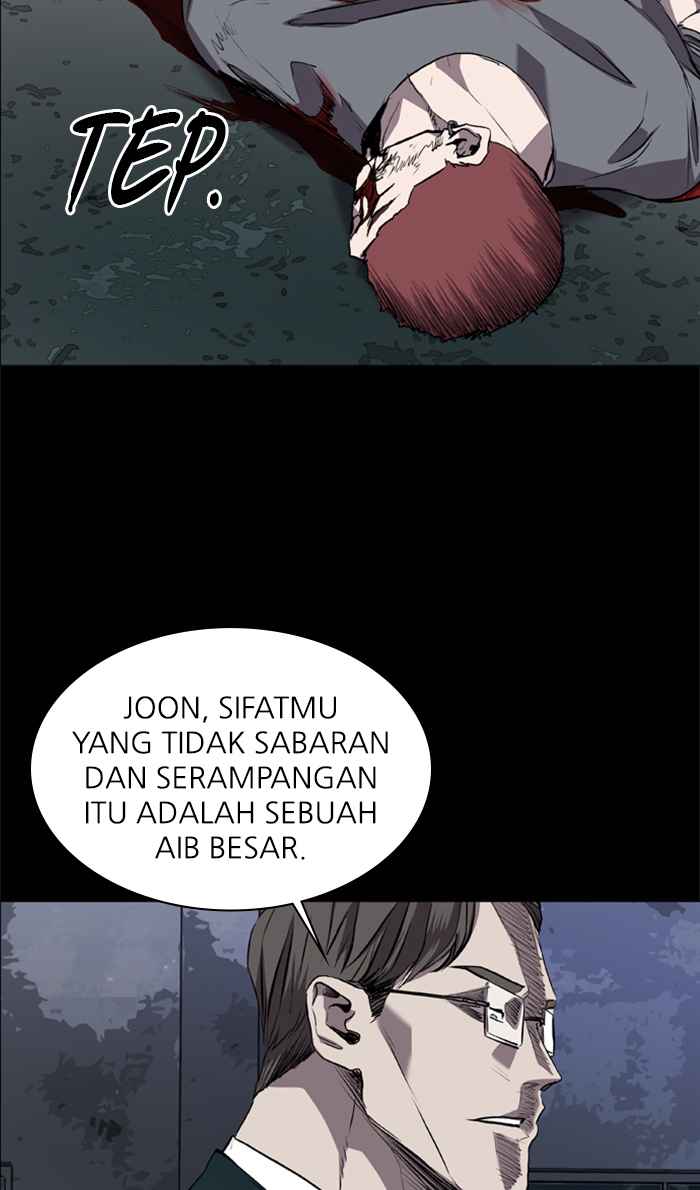 TEP.
JOON, SIFATMU
YANG TIDAK SABARAN
DAN SERAMPANGAN
ITU ADALAH SEBUAH
AIB BESAR.